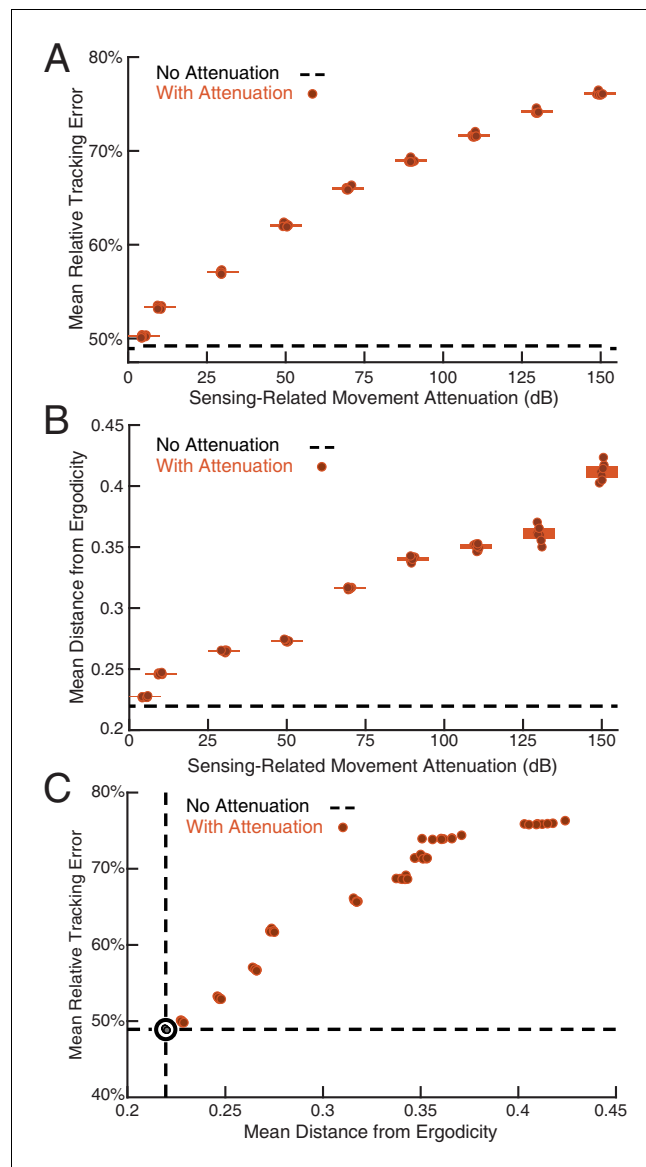 A
No Attenuation
With Attenuation
Mean Relative Tracking Error
80%
70%
60%
50%
0 25 50 75 100 125 150
Sensing-Related Movement Attenuation (dB)
B
No Attenuation
With Attenuation
Mean Distance from Ergodicity
0.45
0.4
0.35
0.3
0.25
0.2
0 25 50 75 100 125 150
Sensing-Related Movement Attenuation (dB)
C
No Attenuation
With Attenuation
Mean Relative Tracking Error
80%
70%
60%
50%
40%
0.2 0.25 0.3 0.35 0.4 0.45
Mean Distance from Ergodicity